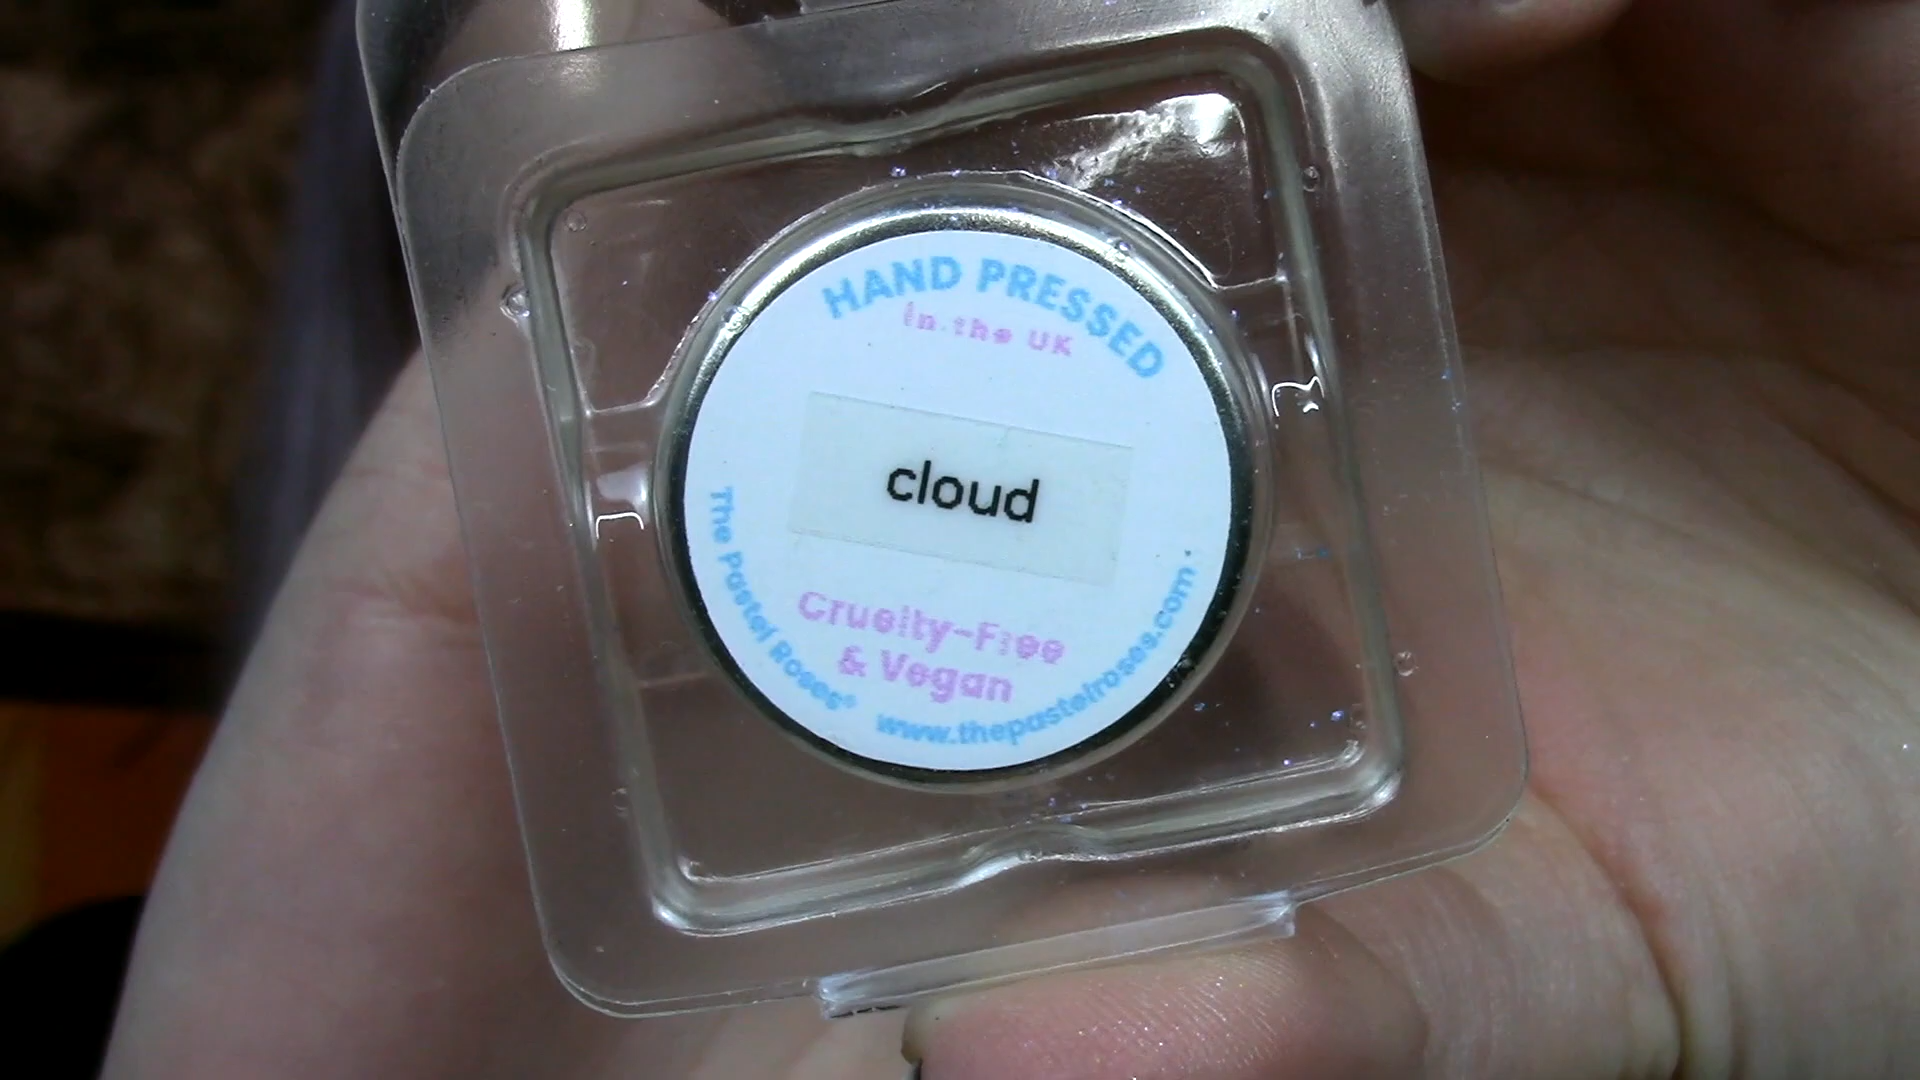 HAND PRESSED
In the UK
cloud
Cruelty-Free
& Vegan
The Pastel Roses®
www.thepastelroses.com